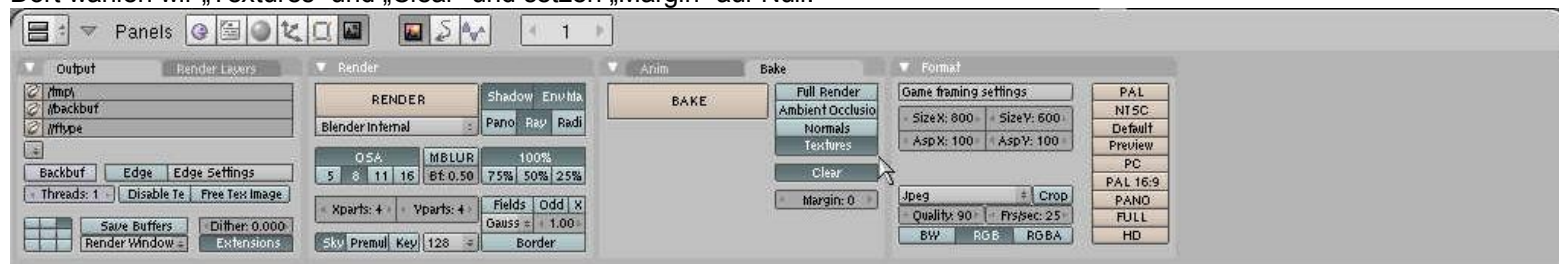 Dort wählen wir „Textures“ und „Clear“ und setzen „Margin“ auf Null.
Panels
1
Output
Render Layers
/tmp\
//backbuf
//ftype
Backbuf
Edge
Edge Settings
Threads: 1
Disable Te
Free Tex Image
Save Buffers
Dither: 0.000
Render Window
Extensions
Render
RENDER
Blender Internal
Shadow
EnvMa
Pano
Ray
Radi
OSA
MBLUR
100%
5
8
11
16
Bf: 0.50
75%
50%
25%
Xparts: 4
Yparts: 4
Fields
Odd
X
Gauss
1.00
Sky
Premul
Key
128
Border
Anim
Bake
BAKE
Full Render
Ambient Occlusio
Normals
Textures
Clear
Margin: 0
Format
Game framing settings
SizeX: 800
SizeY: 600
AspX: 100
AspY: 100
Jpeg
Crop
Quality: 90
Frs/sec: 25
BW
RGB
RGBA
PAL
NTSC
Default
Preview
PC
PAL 16:9
PANO
FULL
HD